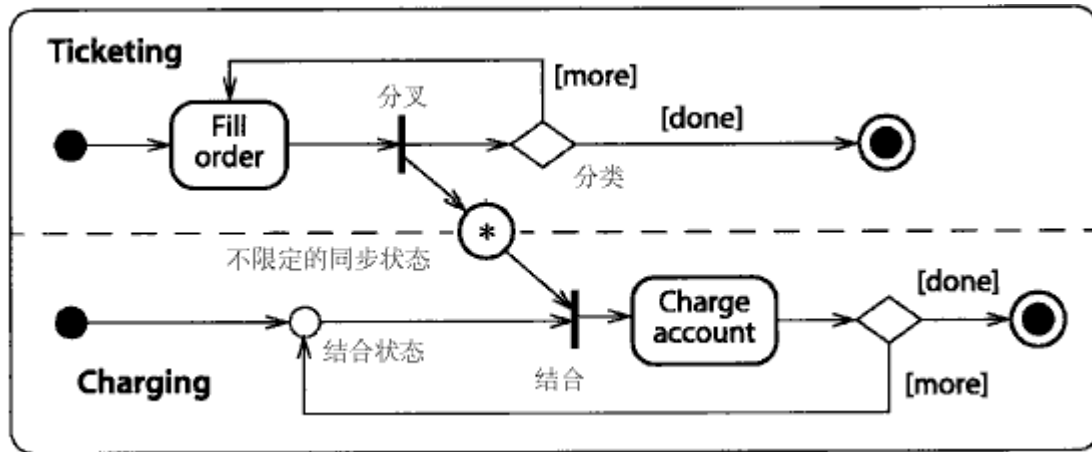 Ticketing
[more]
分叉
Fill
order
[done]
分类
*
不限定的同步状态
Charge
account
[done]
结合状态
结合
[more]
Charging